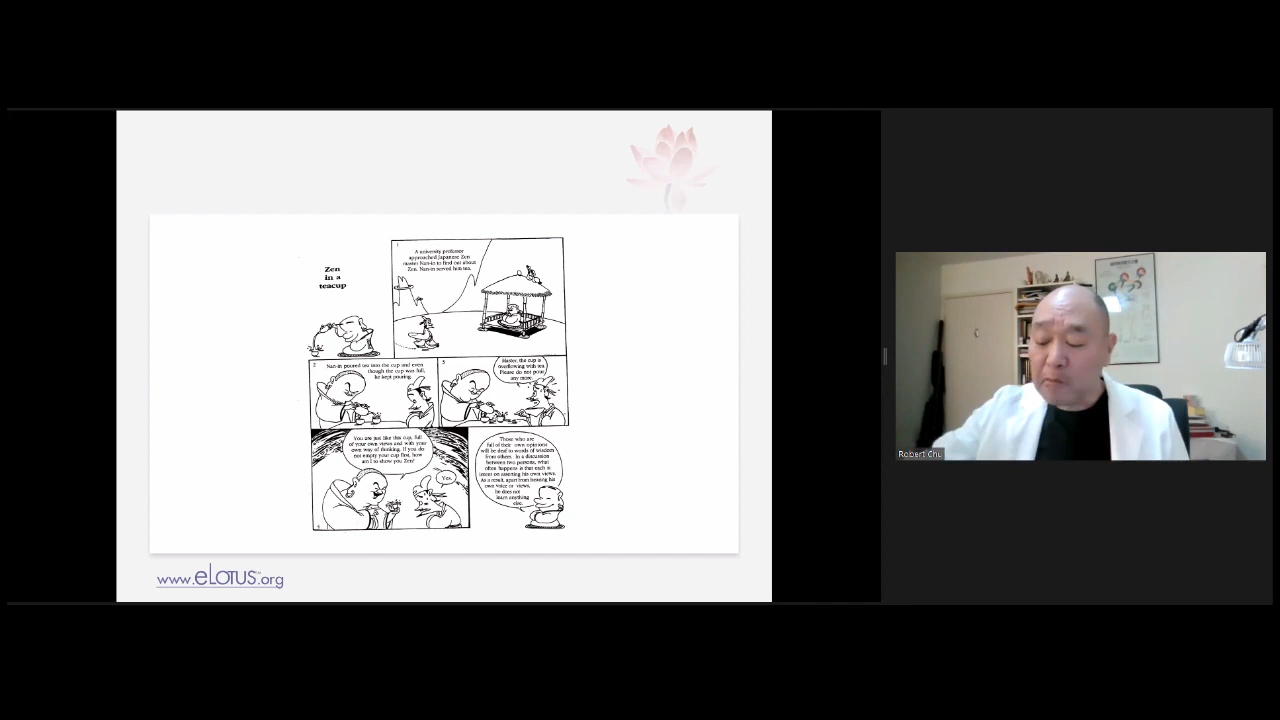 Zen
in a
teacup
1
A university professor
approached Japanese Zen
master Nan-in to find out about
Zen. Nan-in served him tea.
2
Nan-in poured tea into the cup and even
though the cup was full,
he kept pouring.
3
Master, the cup is
overflowing with tea.
Please do not pour
any more.
You are just like this cup, full
of your own views and with your
own way of thinking. If you do
not empty your cup first, how
am I to show you Zen?
Yes.
4
Those who are
full of their own opinions
will be deaf to words of wisdom
from others. In a discussion
between two persons, what
often happens is that each is
intent on asserting his own views.
As a result, apart from hearing his
own voice or views,
he does not
learn anything
else.
www.eLOTUS.org
Robert Chu